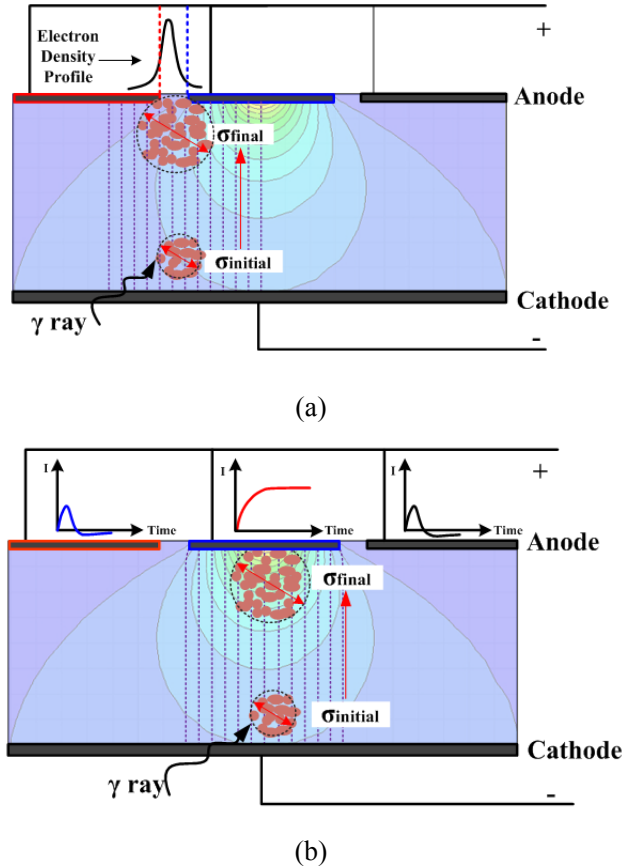 Electron
Density
Profile
+
Anode
σfinal
σinitial
γ ray
Cathode
-
(a)
I
Time
I
Time
I
Time
+
Anode
σfinal
σinitial
γ ray
Cathode
-
(b)